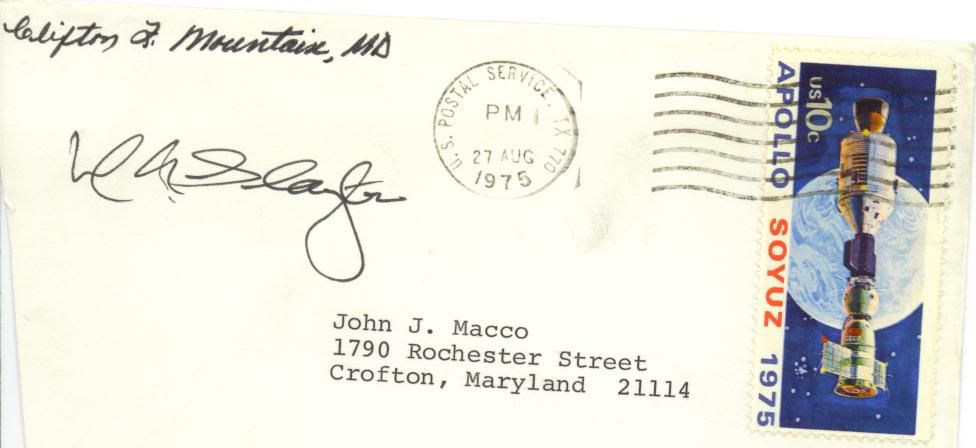 Clifton F. Mountain, MD
Slayton
U.S. POSTAL SERVICE, TX 770
PM
27 AUG
1975
US 10c
APOLLO SOYUZ 1975
John J. Macco
1790 Rochester Street
Crofton, Maryland 21114